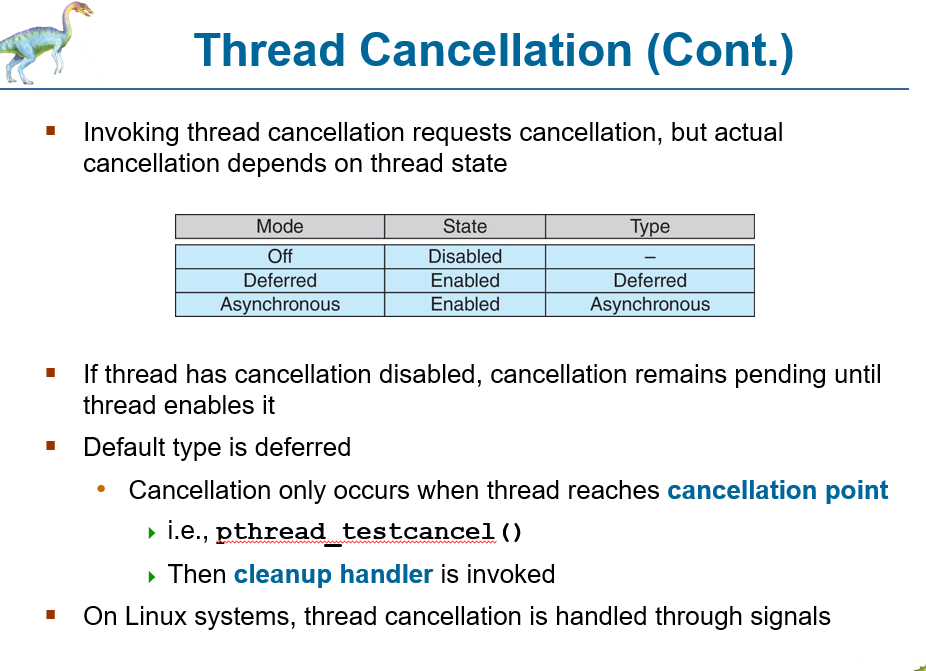 Thread Cancellation (Cont.)
Invoking thread cancellation requests cancellation, but actual
cancellation depends on thread state
Mode State Type
Off Disabled –
Deferred Enabled Deferred
Asynchronous Enabled Asynchronous
If thread has cancellation disabled, cancellation remains pending until
thread enables it
Default type is deferred
Cancellation only occurs when thread reaches cancellation point
i.e., pthread_testcancel()
Then cleanup handler is invoked
On Linux systems, thread cancellation is handled through signals